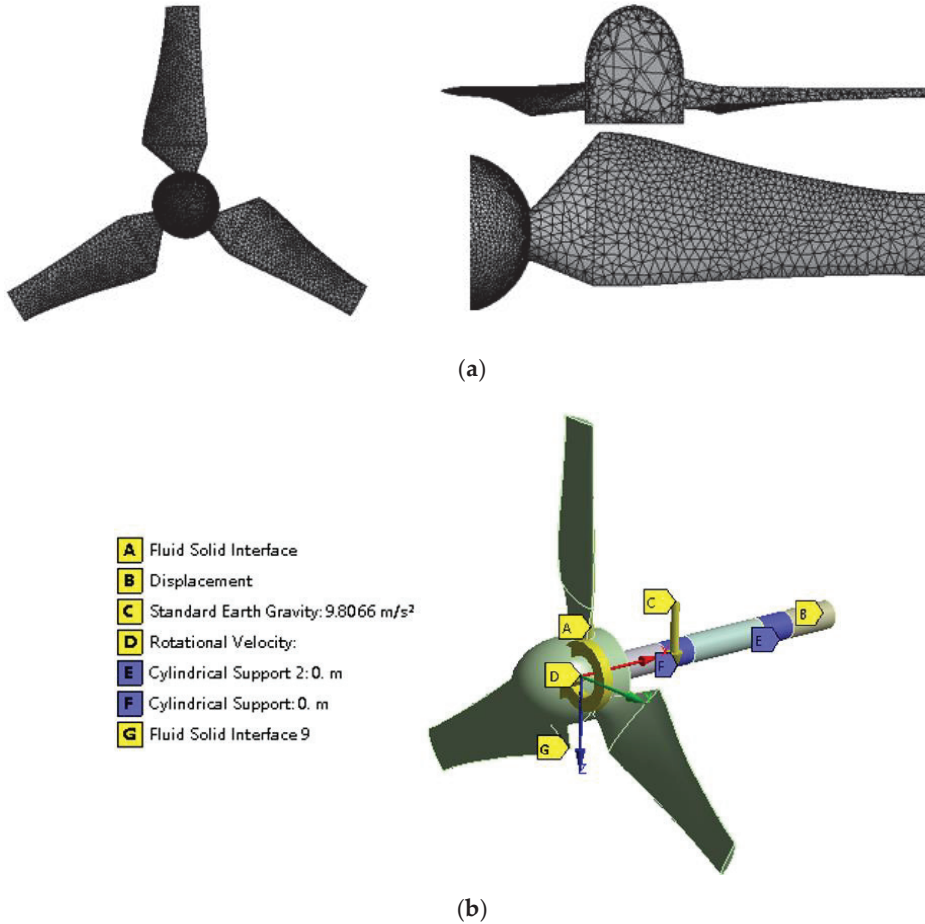 (a)
A Fluid Solid Interface
B Displacement
C Standard Earth Gravity: 9.8066 m/s²
D Rotational Velocity:
E Cylindrical Support 2: 0. m
F Cylindrical Support: 0. m
G Fluid Solid Interface 9
C
B
A
E
F
D
G
Z
(b)